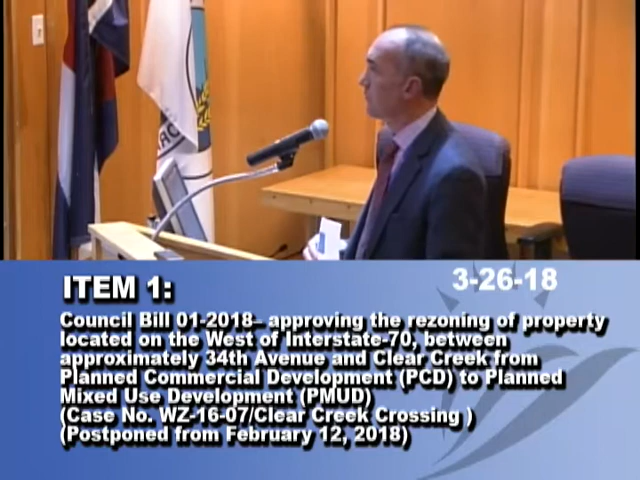 ITEM 1:
3-26-18
Council Bill 01-2018– approving the rezoning of property
located on the West of Interstate-70, between
approximately 34th Avenue and Clear Creek from
Planned Commercial Development (PCD) to Planned
Mixed Use Development (PMUD)
(Case No. WZ-16-07/Clear Creek Crossing )
(Postponed from February 12, 2018)